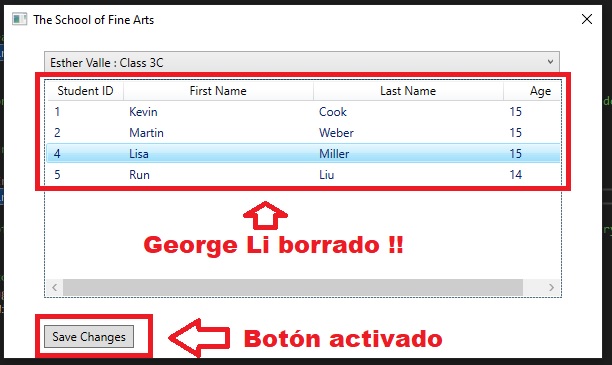 The School of Fine Arts
Esther Valle : Class 3C
Student ID First Name Last Name Age
1 Kevin Cook 15
2 Martin Weber 15
4 Lisa Miller 15
5 Run Liu 14
George Li borrado !!
Save Changes
Botón activado